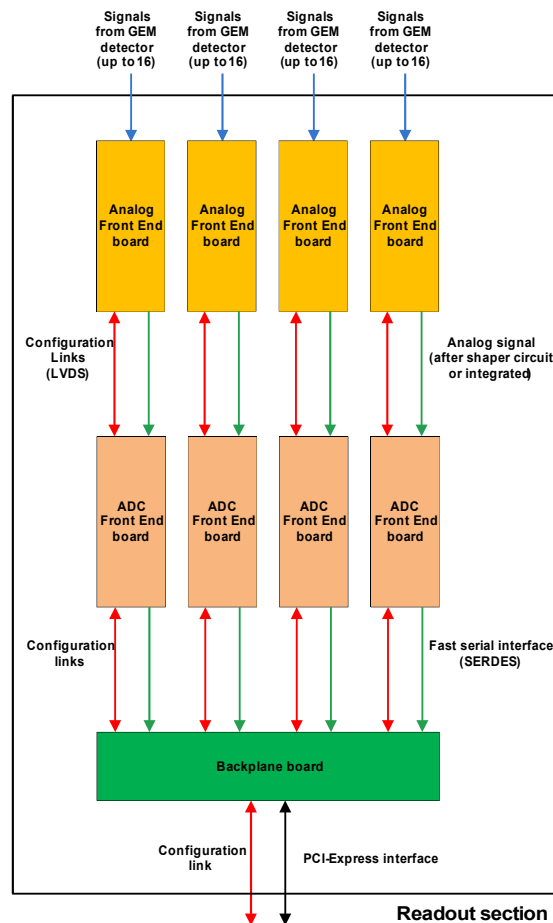 Signals
from GEM
detector
(up to 16)
Signals
from GEM
detector
(up to 16)
Signals
from GEM
detector
(up to 16)
Signals
from GEM
detector
(up to 16)
Analog
Front End
board
Analog
Front End
board
Analog
Front End
board
Analog
Front End
board
Configuration
Links
(LVDS)
Analog signal
(after shaper circuit
or integrated)
ADC
Front End
board
ADC
Front End
board
ADC
Front End
board
ADC
Front End
board
Configuration
links
Fast serial interface
(SERDES)
Backplane board
Configuration
link
PCI-Express interface
Readout section